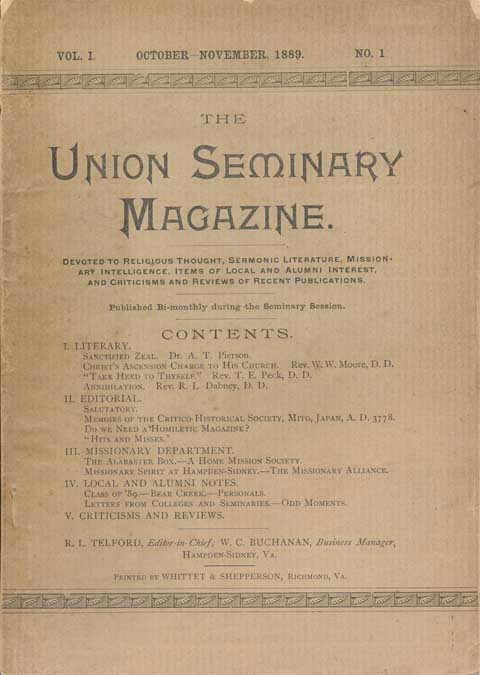 VOL. I. OCTOBER–NOVEMBER, 1889. NO. 1
THE
UNION SEMINARY
MAGAZINE.
DEVOTED TO RELIGIOUS THOUGHT, SERMONIC LITERATURE, MISSION-
ARY INTELLIGENCE, ITEMS OF LOCAL AND ALUMNI INTEREST,
AND CRITICISMS AND REVIEWS OF RECENT PUBLICATIONS.
Published Bi-monthly during the Seminary Session.
CONTENTS.
I. LITERARY.
SANCTIFIED ZEAL. DR. A. T. PIERSON.
CHRIST'S ASCENSION CHARGE TO HIS CHURCH. REV. W. W. MOORE, D. D.
"TAKE HEED TO THYSELF." REV. T. E. PECK, D. D.
ANNIHILATION. REV. R. L. DABNEY, D. D.
II. EDITORIAL.
SALUTATORY.
MEMOIRS OF THE CRITICO-HISTORICAL SOCIETY, MITO, JAPAN, A. D. 3778.
DO WE NEED A HOMILETIC MAGAZINE?
"HITS AND MISSES."
III. MISSIONARY DEPARTMENT.
THE ALABASTER BOX.—A HOME MISSION SOCIETY.
MISSIONARY SPIRIT AT HAMPDEN-SIDNEY.—THE MISSIONARY ALLIANCE.
IV. LOCAL AND ALUMNI NOTES.
CLASS OF '89.—BEAR CREEK.—PERSONALS.
LETTERS FROM COLLEGES AND SEMINARIES.—ODD MOMENTS.
V. CRITICISMS AND REVIEWS.
R. L. TELFORD, Editor-in-Chief; W. C. BUCHANAN, Business Manager,
HAMPDEN-SIDNEY, VA.
PRINTED BY WHITTET & SHEPPERSON, RICHMOND, VA.